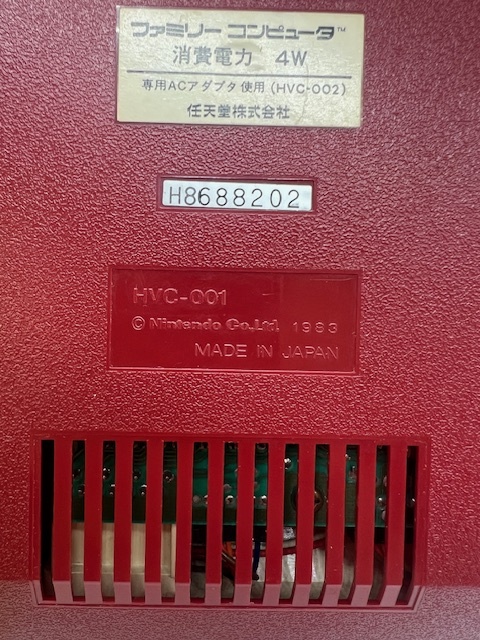 ファミリー コンピュータ™
消費電力 4W
専用ACアダプタ使用(HVC-002)
任天堂株式会社
H8688202
HVC-001
© Nintendo Co.,Ltd. 1983
MADE IN JAPAN